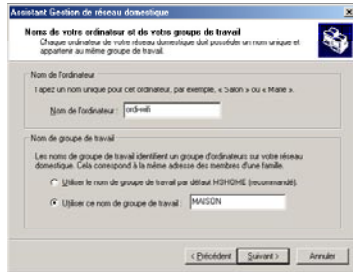 Assistant Gestion de réseau domestique
Noms de votre ordinateur et de votre groupe de travail
Chaque ordinateur de votre réseau domestique doit posséder un nom unique et
appartenir au même groupe de travail.
Nom de l'ordinateur
Tapez un nom unique pour cet ordinateur, par exemple, « Salon » ou « Marie ».
Nom de l'ordinateur : ordi-wifi
Nom de groupe de travail
Les noms de groupe de travail identifient un groupe d'ordinateurs sur votre réseau
domestique. Cela correspond à la même adresse des membres d'une famille.
Utiliser le nom de groupe de travail par défaut MSHOME (recommandé).
Utiliser ce nom de groupe de travail : MAISON
< Précédent Suivant > Annuler